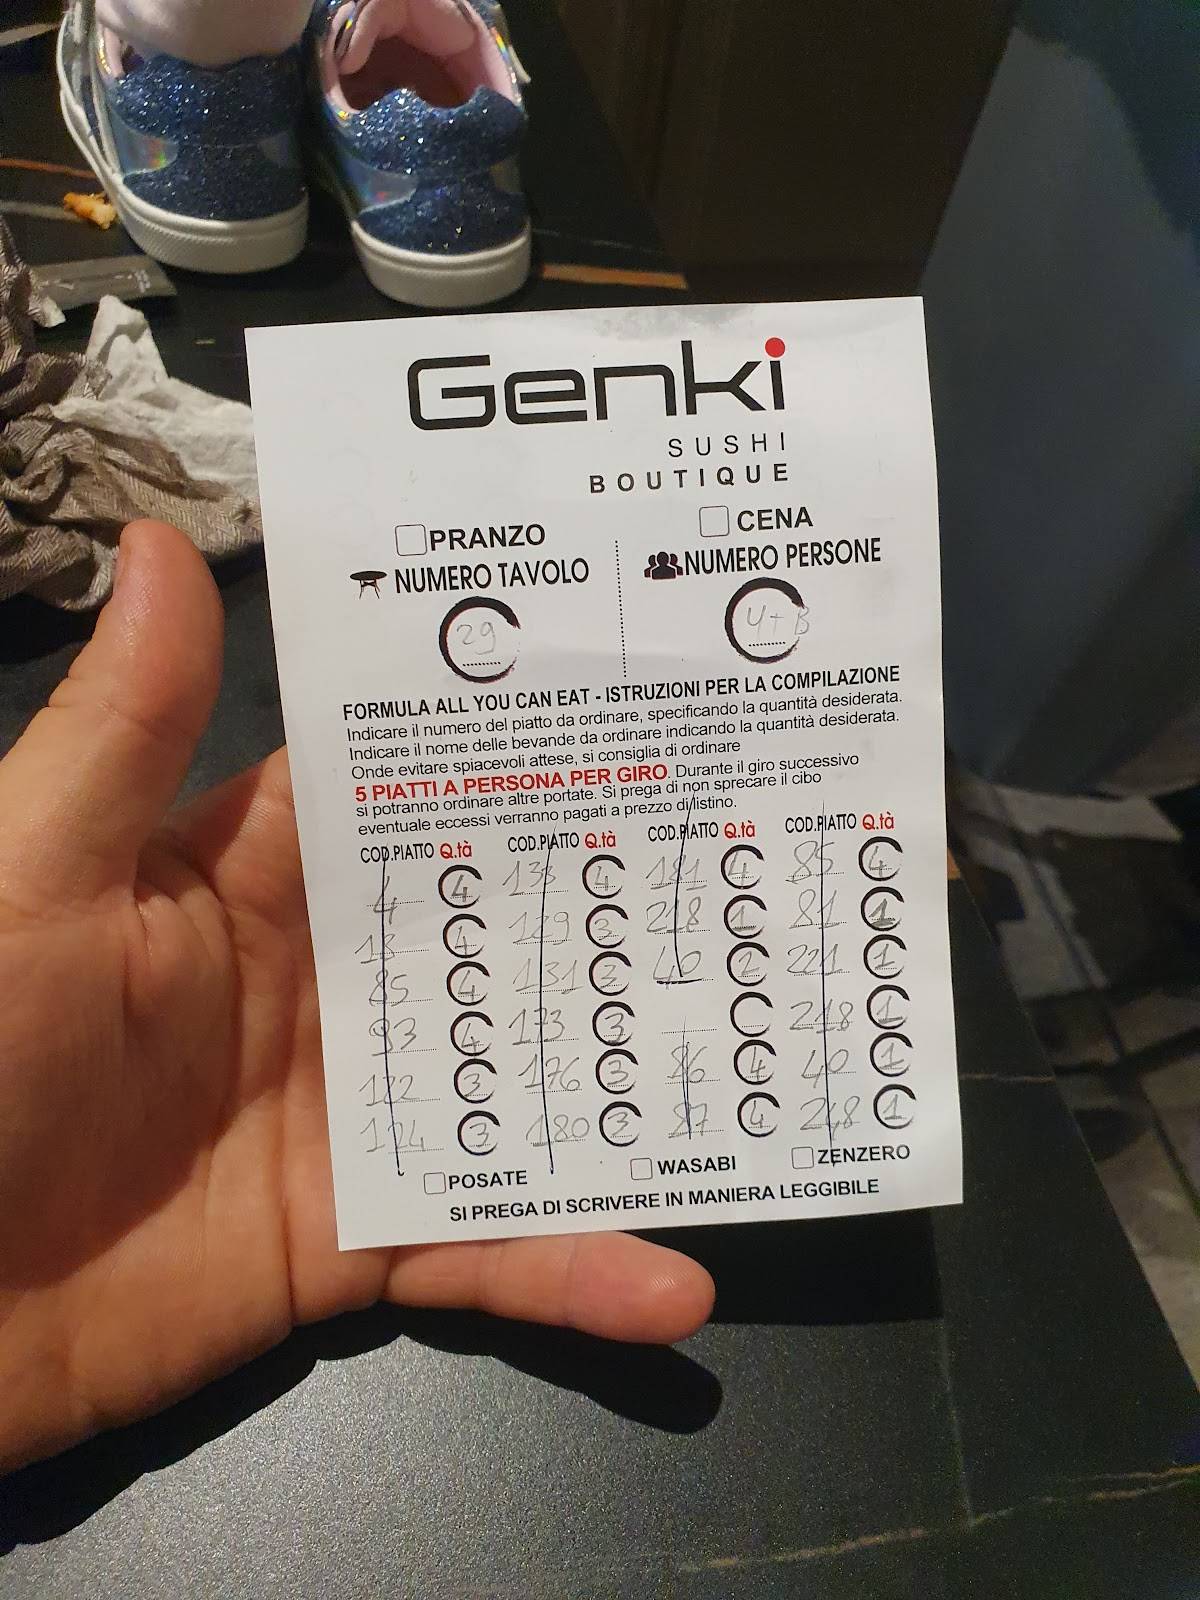 Genki
SUSHI
BOUTIQUE
PRANZO CENA
NUMERO TAVOLO NUMERO PERSONE
29 4+B
FORMULA ALL YOU CAN EAT - ISTRUZIONI PER LA COMPILAZIONE
Indicare il numero del piatto da ordinare, specificando la quantità desiderata.
Indicare il nome delle bevande da ordinare indicando la quantità desiderata.
Onde evitare spiacevoli attese, si consiglia di ordinare
5 PIATTI A PERSONA PER GIRO. Durante il giro successivo
si potranno ordinare altre portate. Si prega di non sprecare il cibo
eventuale eccessi verranno pagati a prezzo di listino.
COD.PIATTO Q.tà COD.PIATTO Q.tà COD.PIATTO Q.tà COD.PIATTO Q.tà
4 4 4 181 4 85 4
13 4 129 3 218 1 81 1
85 4 131 3 40 2 221 1
93 4 173 3 218 1
122 3 176 3 86 4 40 1
124 3 180 3 87 4 1
POSATE WASABI ZENZERO
SI PREGA DI SCRIVERE IN MANIERA LEGGIBILE